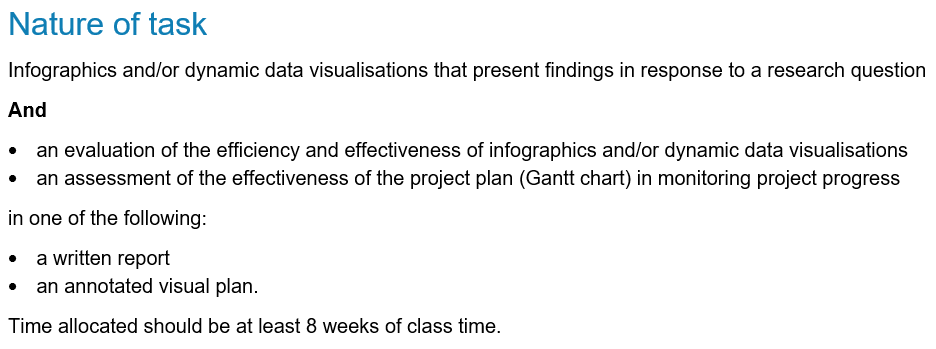 Nature of task
Infographics and/or dynamic data visualisations that present findings in response to a research question
And
• an evaluation of the efficiency and effectiveness of infographics and/or dynamic data visualisations
• an assessment of the effectiveness of the project plan (Gantt chart) in monitoring project progress
in one of the following:
• a written report
• an annotated visual plan.
Time allocated should be at least 8 weeks of class time.